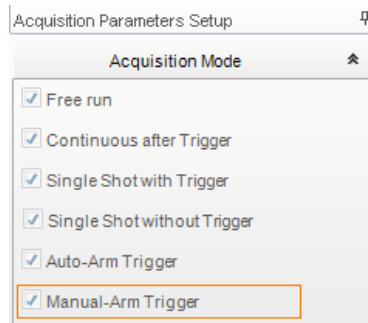 Acquisition Parameters Setup
Acquisition Mode
Free run
Continuous after Trigger
Single Shot with Trigger
Single Shot without Trigger
Auto-Arm Trigger
Manual-Arm Trigger